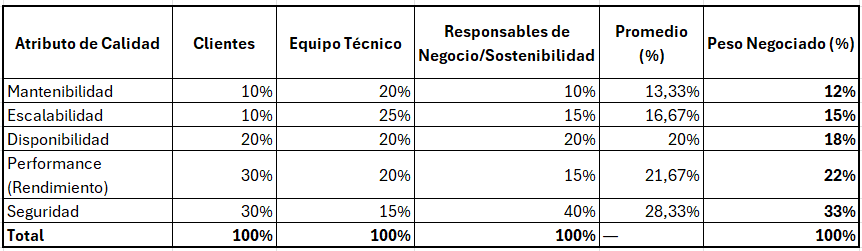 Atributo de Calidad Clientes Equipo Técnico Responsables de Negocio/Sostenibilidad Promedio (%) Peso Negociado (%)
Mantenibilidad 10% 20% 10% 13,33% 12%
Escalabilidad 10% 25% 15% 16,67% 15%
Disponibilidad 20% 20% 20% 20% 18%
Performance (Rendimiento) 30% 20% 15% 21,67% 22%
Seguridad 30% 15% 40% 28,33% 33%
Total 100% 100% 100% — 100%